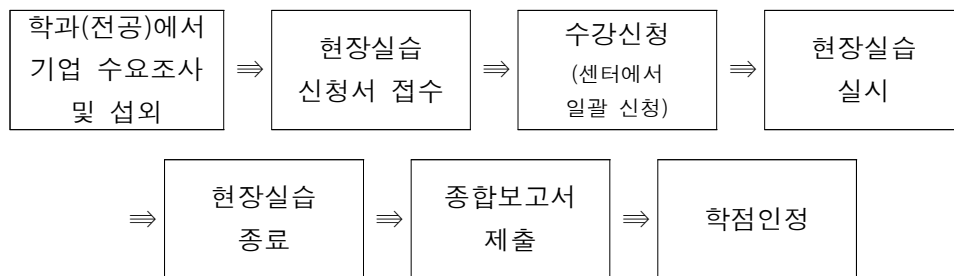 학과(전공)에서
기업 수요조사
및 섭외
⇛
현장실습
신청서 접수
⇛
수강신청
(센터에서
일괄 신청)
⇛
현장실습
실시
⇛
현장실습
종료
⇛
종합보고서
제출
⇛
학점인정